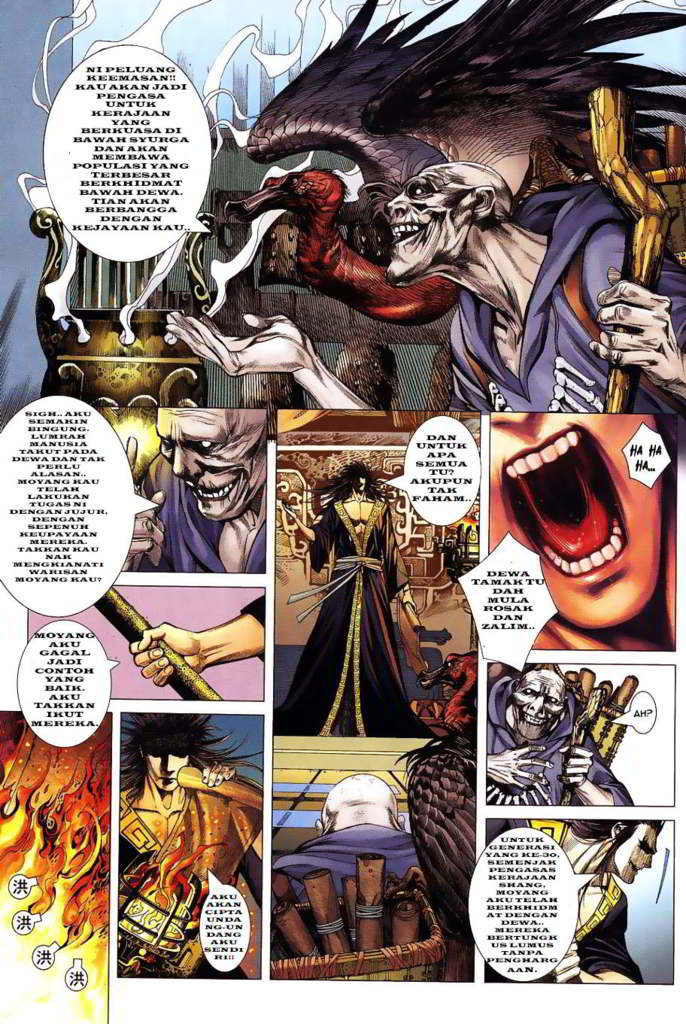 NI PELUANG
KEEMASAN!!
KAU AKAN JADI
PENGASA
UNTUK
KERAJAAN
YANG
BERKUASA DI
BAWAH SYURGA
DAN AKAN
MEMBAWA
POPULASI YANG
TERBESAR
BERKHIDMAT
BAWAH DEWA.
TIAN AKAN
BERBANGGA
DENGAN
KEJAYAAN KAU..
SIGH.. AKU
SEMAKIN
BINGUNG.
LUMRAH
MANUSIA
TAKUT PADA
DEWA DAN TAK
PERLU
ALASAN..
MOYANG KAU
TELAH
LAKUKAN
TUGAS NI
DENGAN JUJUR,
DENGAN
SEPENUH
KEUPAYAAN
MEREKA.
TAKKAN KAU
NAK
MENGKIANATI
WARISAN
MOYANG KAU?
DAN
UNTUK
APA
SEMUA
TU?
AKUPUN
TAK
FAHAM..
HA HA
HA
HA...
DEWA
TAMAK TU
DAH
MULA
ROSAK
DAN
ZALIM..
MOYANG
AKU
GAGAL
JADI
CONTOH
YANG
BAIK.
AKU
TAKKAN
IKUT
MEREKA.
AH?
UNTUK
GENERASI
YANG KE-30,
SEMENJAK
PENGASAS
KERAJAAN
SHANG,
MOYANG
AKU TELAH
BERKHIDM
AT DENGAN
DEWA..
MEREKA
BERTUNGK
US LUMUS
TANPA
PENGHARG
AAN.
AKU
AKAN
CIPTA
UNDA
NG-UN
DANG
AKU
SENDI
RI!!
洪
洪
洪
洪